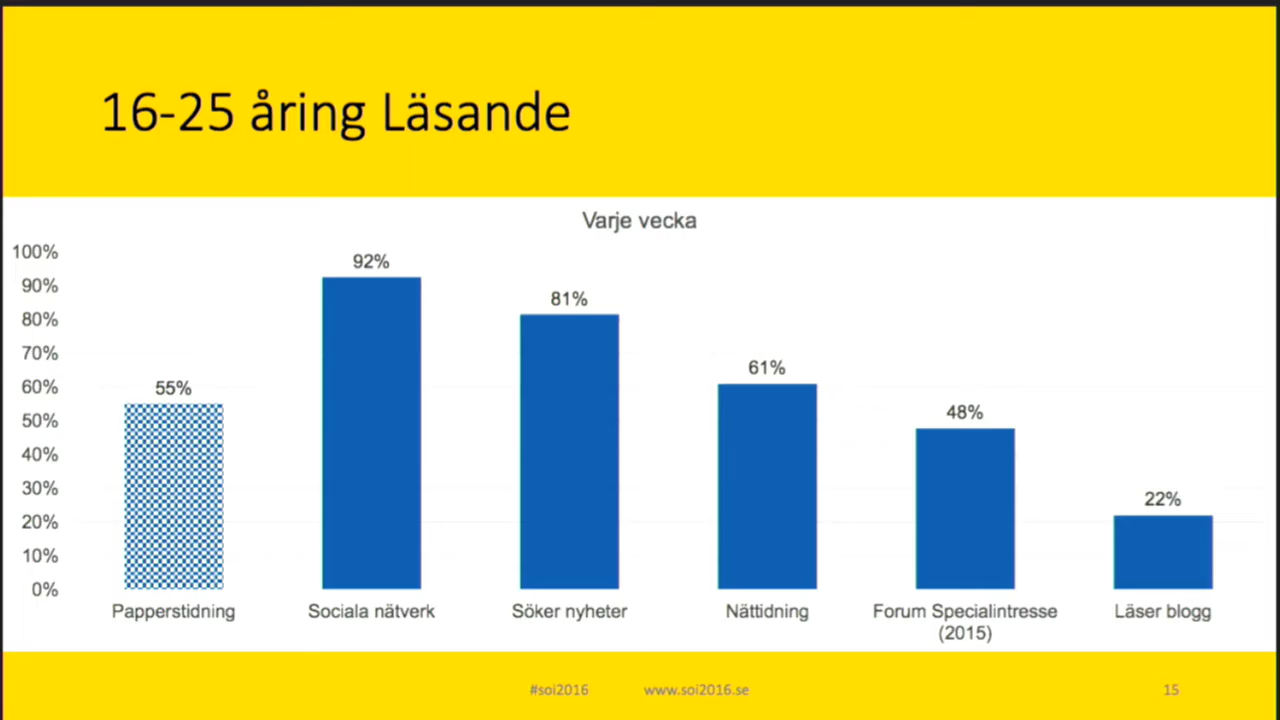 16-25 åring Läsande
Varje vecka
100%
90%
80%
70%
60%
50%
40%
30%
20%
10%
0%
55%
92%
81%
61%
48%
22%
Papperstidning
Sociala nätverk
Söker nyheter
Nättidning
Forum Specialintresse
(2015)
Läser blogg
#soi2016 www.soi2016.se 15